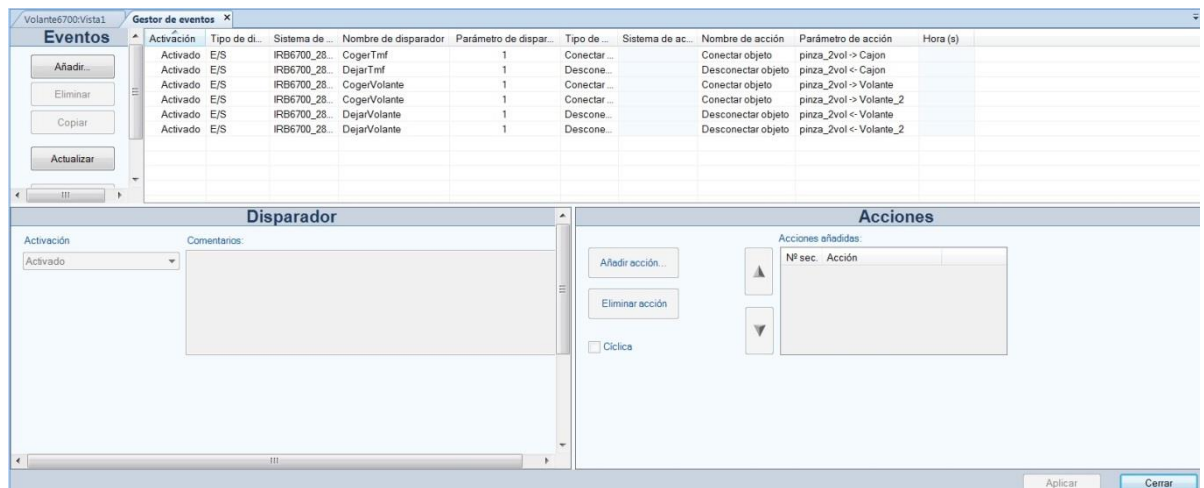 Volante6700:Vista1 Gestor de eventos X
Eventos
Añadir...
Eliminar
Copiar
Actualizar
Activación Tipo de di... Sistema de ... Nombre de disparador Parámetro de dispar... Tipo de ... Sistema de ac... Nombre de acción Parámetro de acción Hora (s)
Activado E/S IRB6700_28... CogerTmf 1 Conectar ... Conectar objeto pinza_2vol -> Cajon
Activado E/S IRB6700_28... DejarTmf 1 Descone... Desconectar objeto pinza_2vol <- Cajon
Activado E/S IRB6700_28... CogerVolante 1 Conectar ... Conectar objeto pinza_2vol -> Volante
Activado E/S IRB6700_28... CogerVolante 1 Conectar ... Conectar objeto pinza_2vol -> Volante_2
Activado E/S IRB6700_28... DejarVolante 1 Descone... Desconectar objeto pinza_2vol <- Volante
Activado E/S IRB6700_28... DejarVolante 1 Descone... Desconectar objeto pinza_2vol <- Volante_2
Disparador
Activación
Activado
Comentarios:
Acciones
Añadir acción...
Eliminar acción
Cíclica
Acciones añadidas:
Nº sec. Acción
Aplicar Cerrar